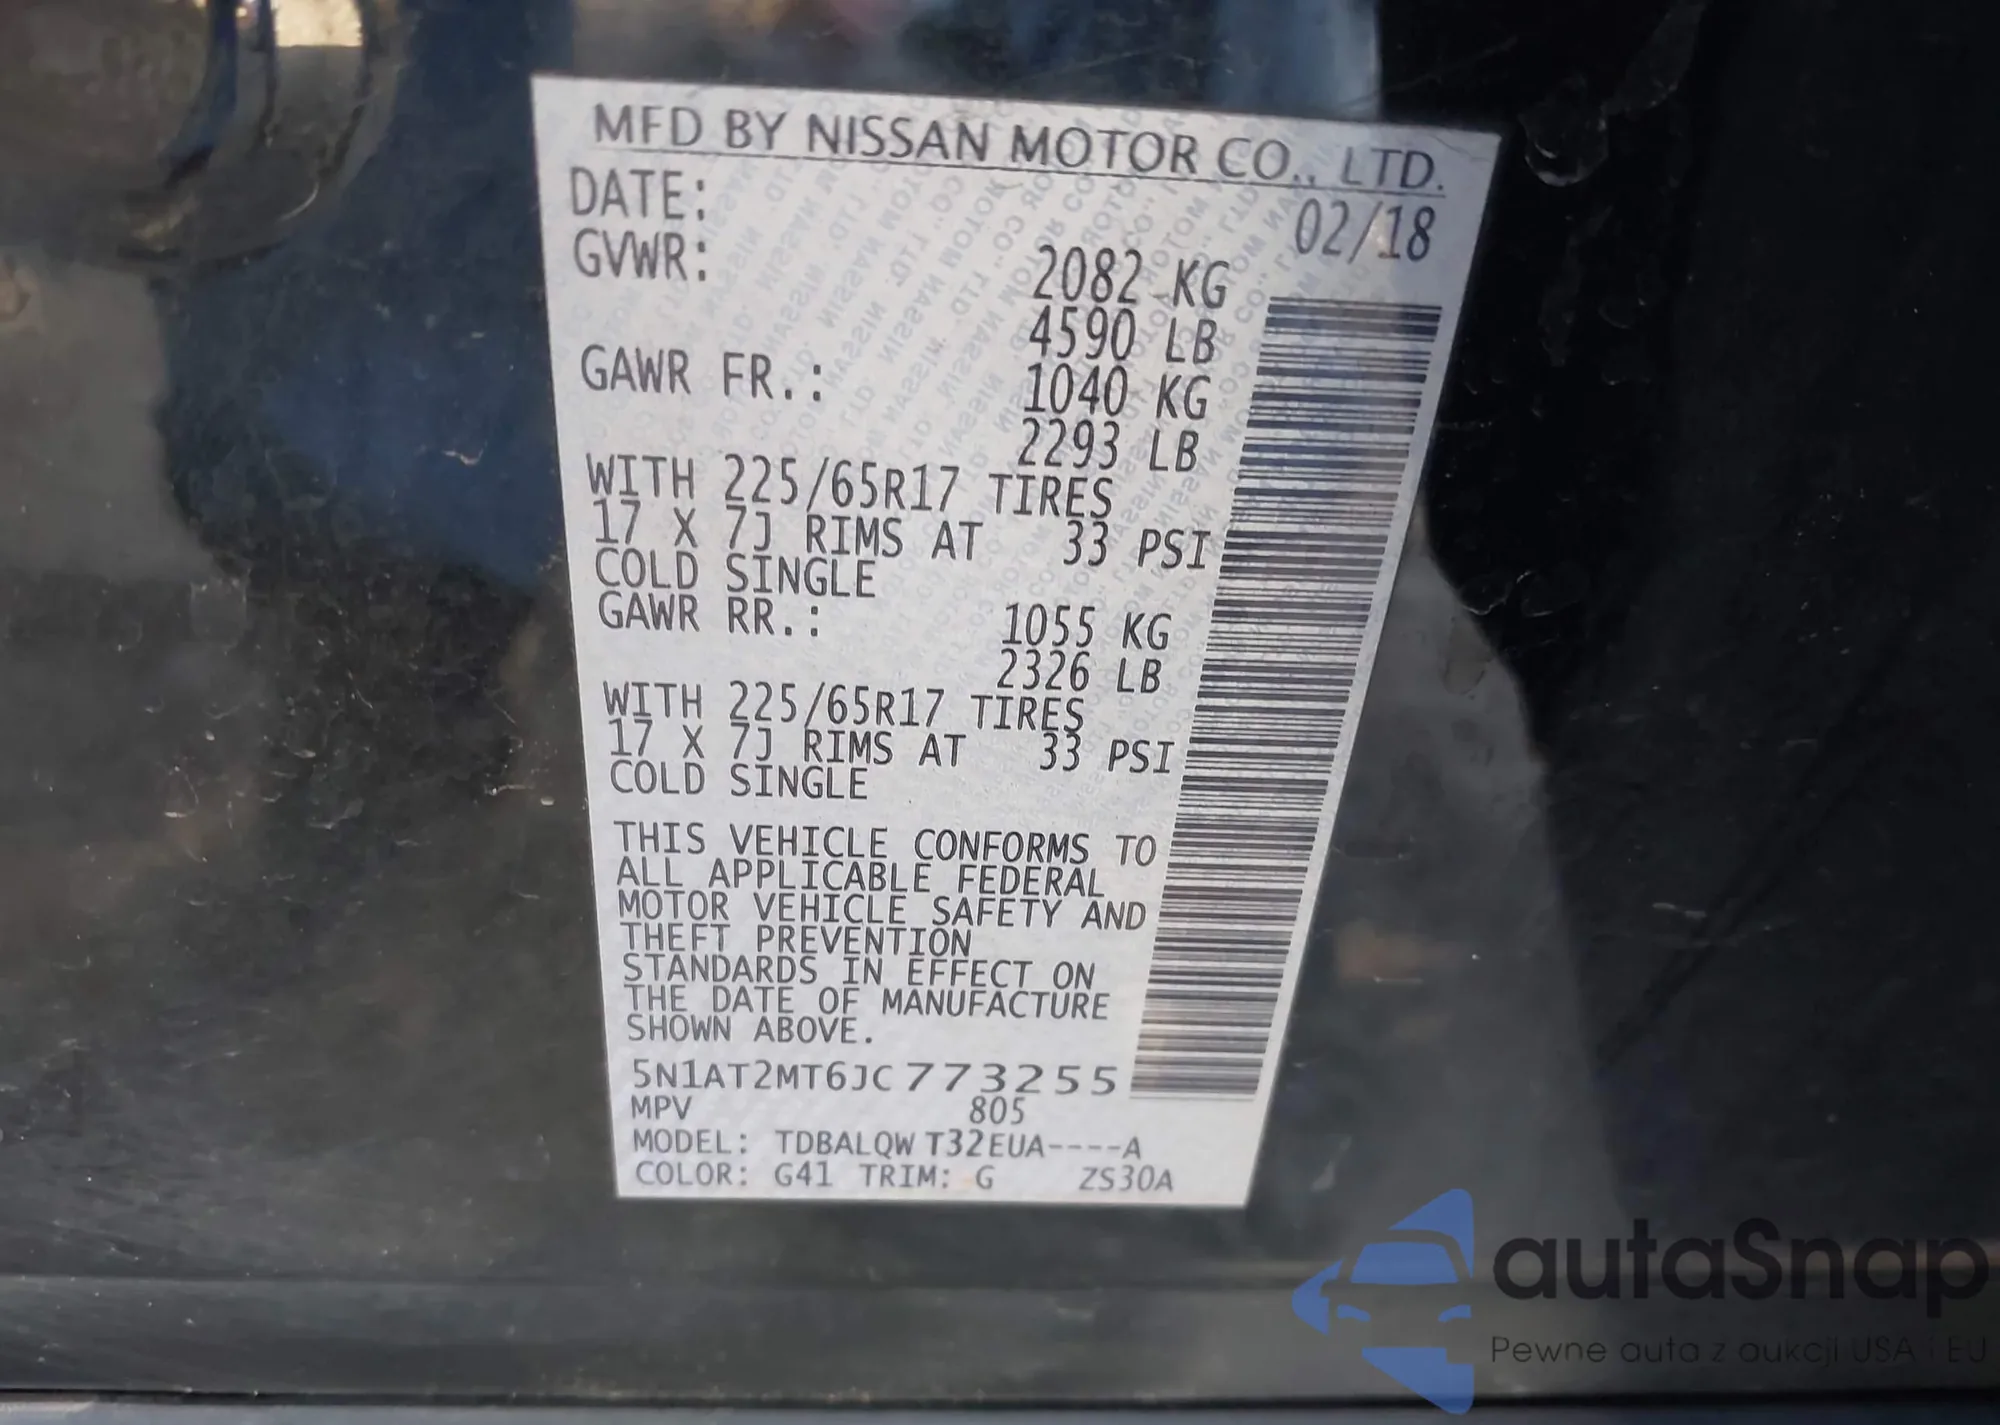 MFD BY NISSAN MOTOR CO., LTD.
DATE: 02/18
GVWR: 2082 KG
4590 LB
GAWR FR.: 1040 KG
2293 LB
WITH 225/65R17 TIRES
17 X 7J RIMS AT 33 PSI
COLD SINGLE
GAWR RR.: 1055 KG
2326 LB
WITH 225/65R17 TIRES
17 X 7J RIMS AT 33 PSI
COLD SINGLE
THIS VEHICLE CONFORMS TO
ALL APPLICABLE FEDERAL
MOTOR VEHICLE SAFETY AND
THEFT PREVENTION
STANDARDS IN EFFECT ON
THE DATE OF MANUFACTURE
SHOWN ABOVE.
5N1AT2MT6JC773255
MPV 805
MODEL: TDBALQW T32EUA----A
COLOR: G41 TRIM: G ZS30A
autaSnap
Pewne auta z aukcji USA i EU